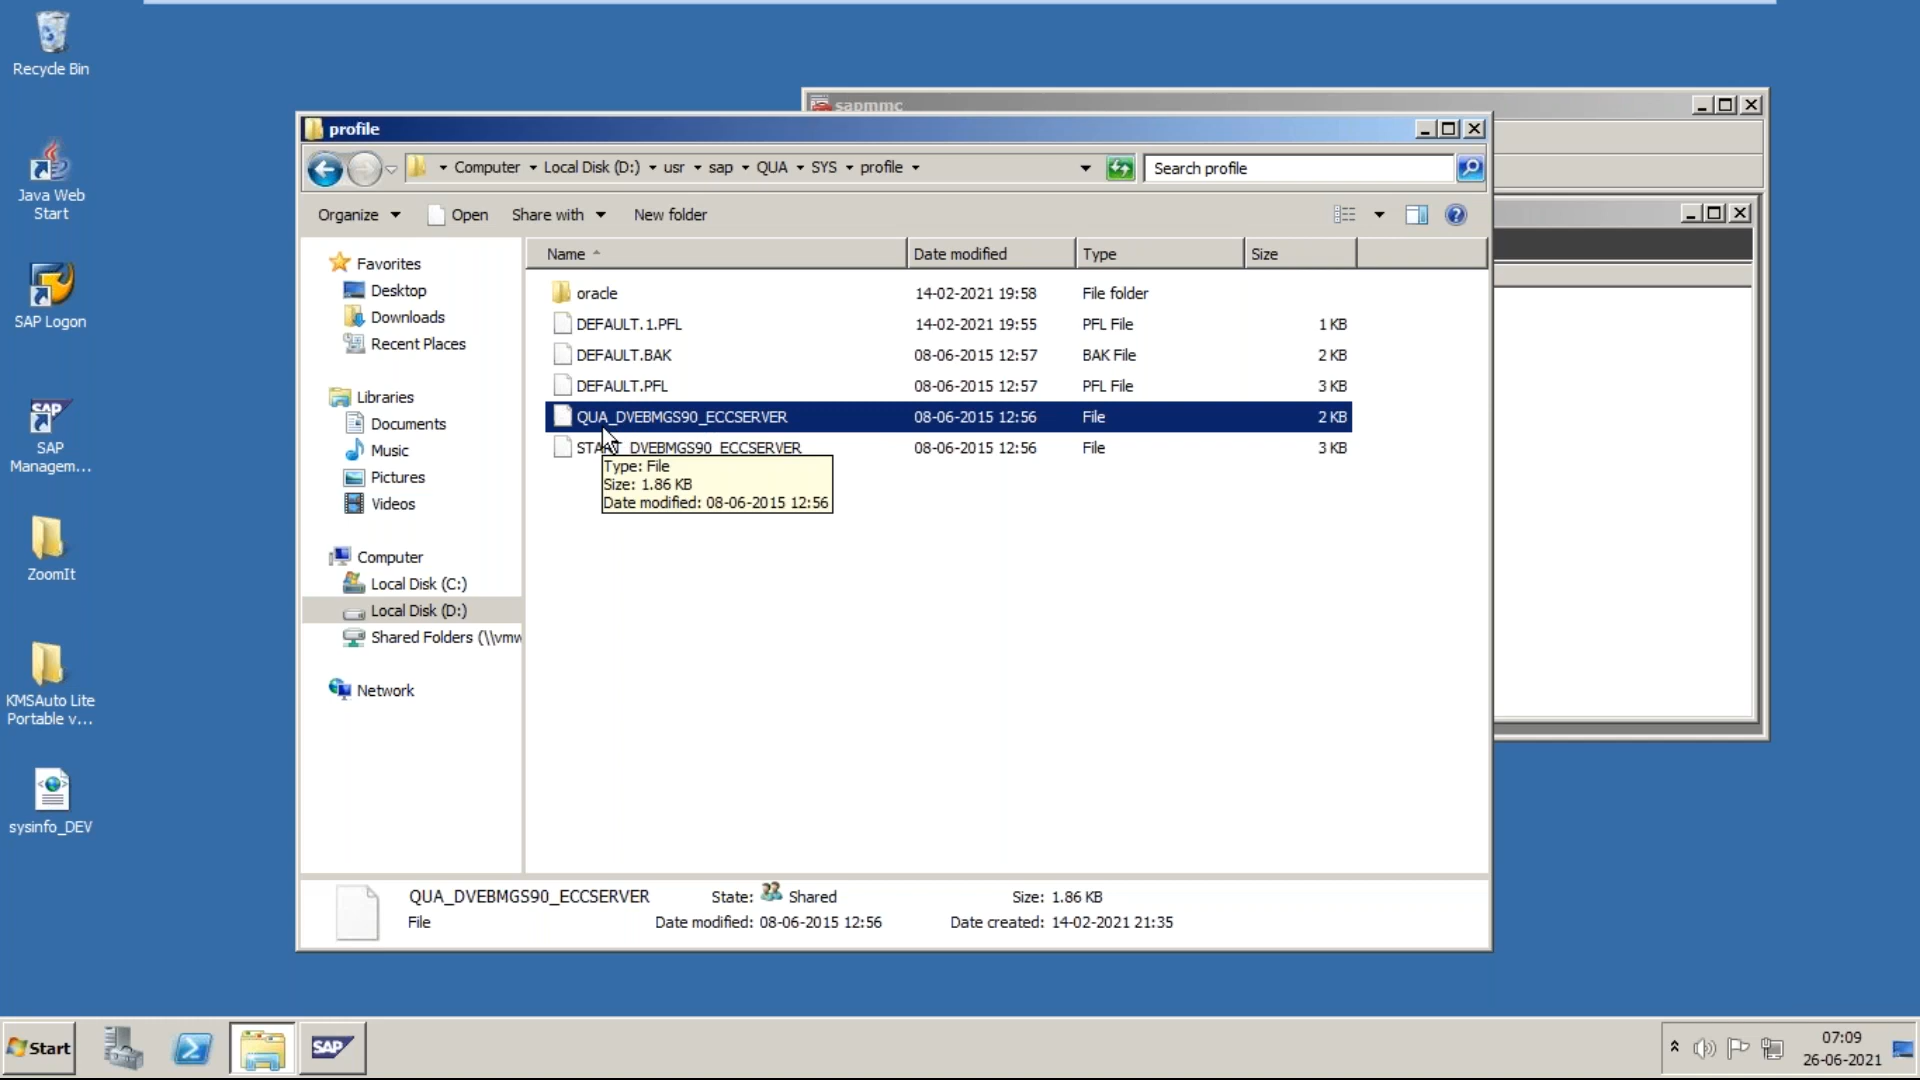 Recycle Bin
Java Web
Start
SAP Logon
SAP
SAP
Managem...
ZoomIt
KMSAuto Lite
Portable v...
sysinfo_DEV
sapmmc
profile
Computer
Local Disk (D:)
usr
sap
QUA
SYS
profile
Search profile
Organize
Open
Share with
New folder
Favorites
Desktop
Downloads
Recent Places
Libraries
Documents
Music
Pictures
Videos
Computer
Local Disk (C:)
Local Disk (D:)
Shared Folders (\\vmw
Network
Name Date modified Type Size
oracle 14-02-2021 19:58 File folder
DEFAULT.1.PFL 14-02-2021 19:55 PFL File 1 KB
DEFAULT.BAK 08-06-2015 12:57 BAK File 2 KB
DEFAULT.PFL 08-06-2015 12:57 PFL File 3 KB
QUA_DVEBMGS90_ECCSERVER 08-06-2015 12:56 File 2 KB
START_DVEBMGS90_ECCSERVER 08-06-2015 12:56 File 3 KB
Type: File
Size: 1.86 KB
Date modified: 08-06-2015 12:56
QUA_DVEBMGS90_ECCSERVER State: Shared Size: 1.86 KB
File Date modified: 08-06-2015 12:56 Date created: 14-02-2021 21:35
Start
SAP
07:09
26-06-2021